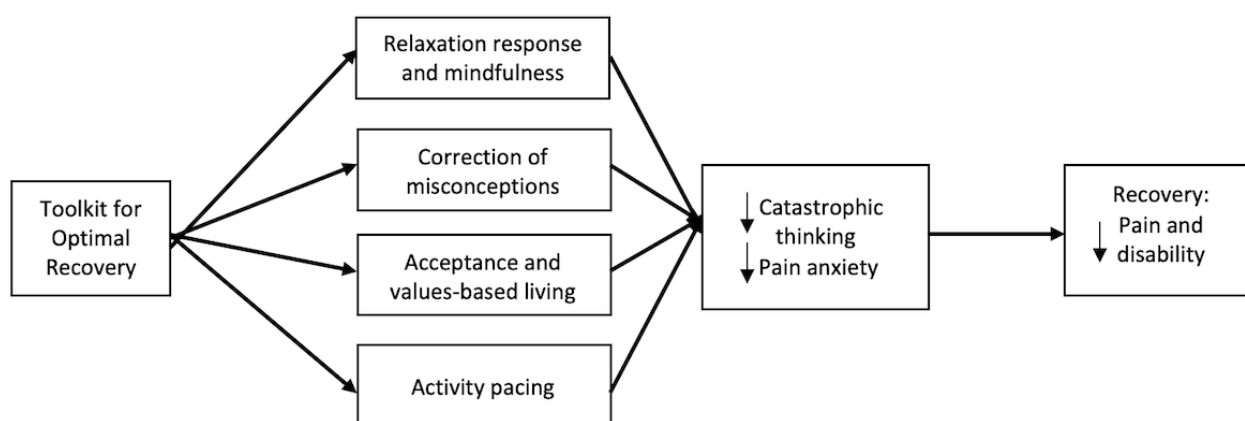 Toolkit for
Optimal
Recovery
Relaxation response
and mindfulness
Correction of
misconceptions
Acceptance and
values-based living
Activity pacing
Catastrophic
thinking
Pain anxiety
Recovery:
Pain and
disability